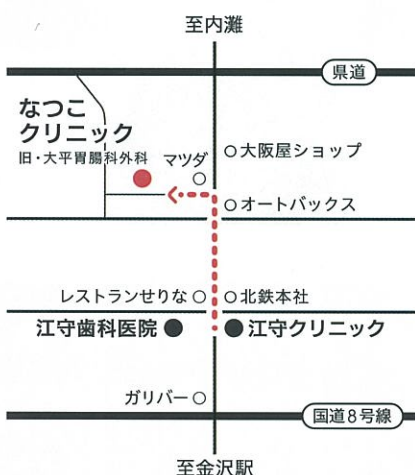 至内灘
県道
なつこ
クリニック
旧・大平胃腸科外科
マツダ
大阪屋ショップ
オートバックス
レストランせりな
北鉄本社
江守歯科医院
江守クリニック
ガリバー
国道8号線
至金沢駅